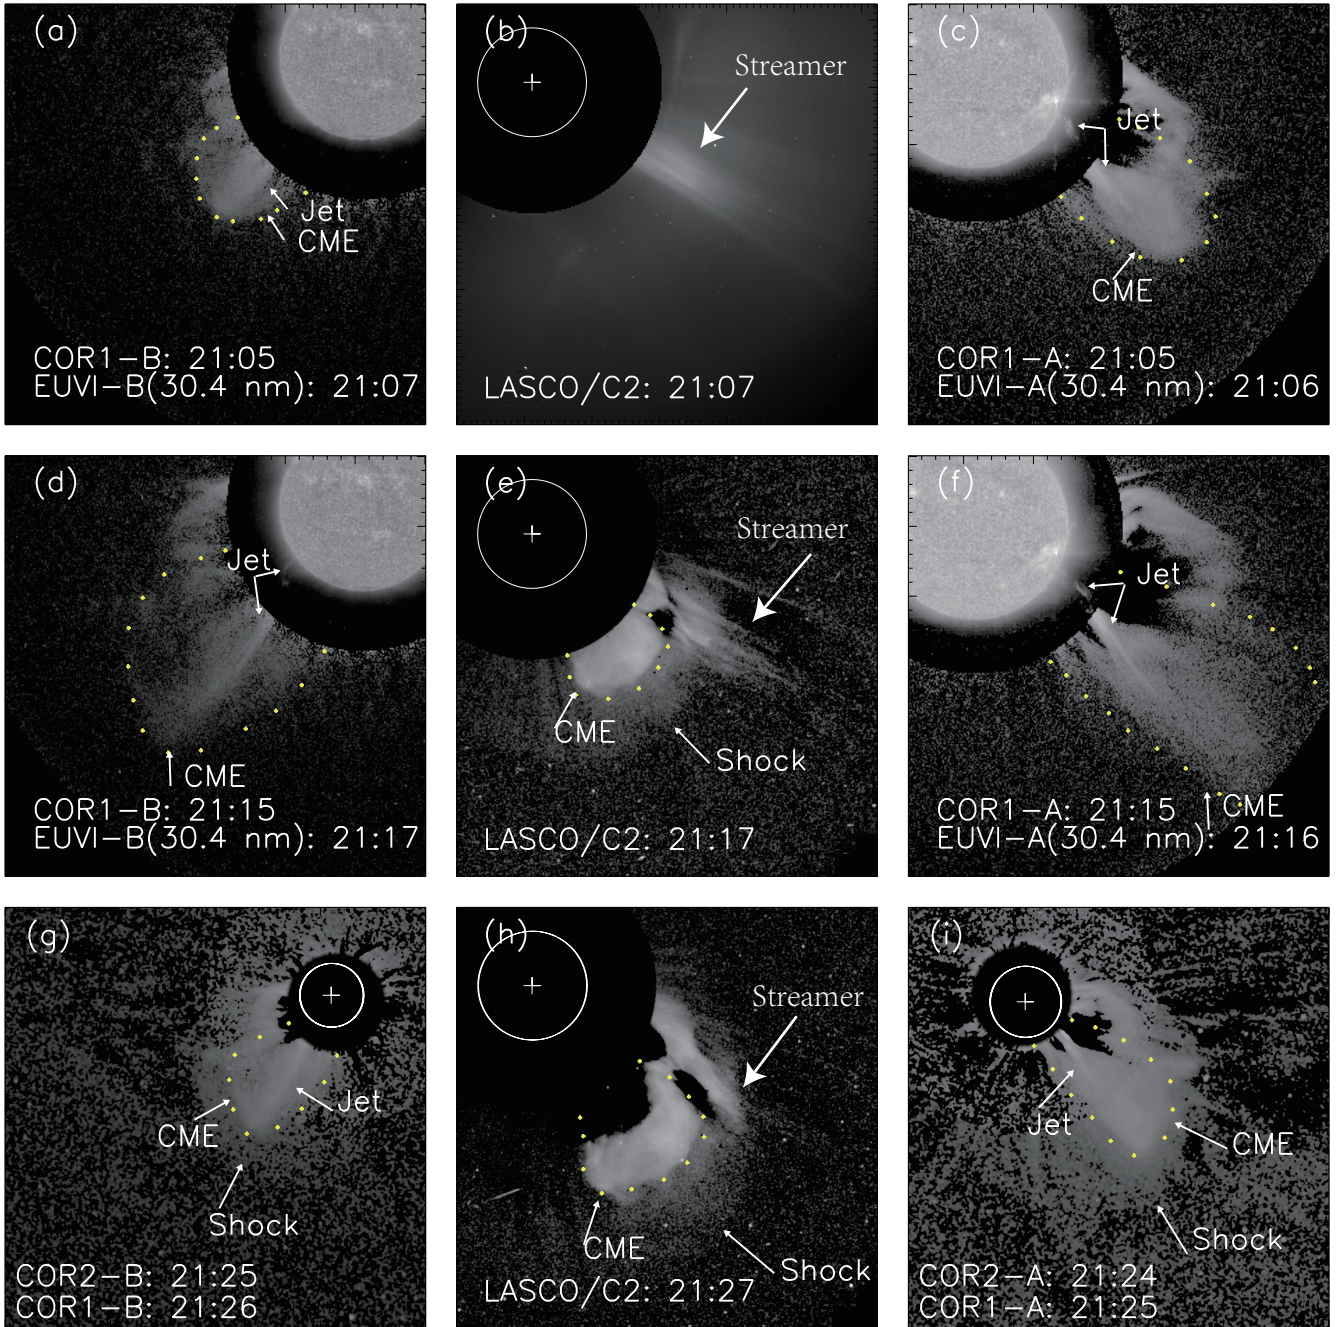 (a)
Jet
CME
COR1-B: 21:05
EUVI-B(30.4 nm): 21:07
(b)
Streamer
LASCO/C2: 21:07
(c)
Jet
CME
COR1-A: 21:05
EUVI-A(30.4 nm): 21:06
(d)
Jet
CME
COR1-B: 21:15
EUVI-B(30.4 nm): 21:17
(e)
Streamer
CME
Shock
LASCO/C2: 21:17
(f)
Jet
CME
COR1-A: 21:15
EUVI-A(30.4 nm): 21:16
(g)
Jet
CME
Shock
COR2-B: 21:25
COR1-B: 21:26
(h)
Streamer
CME
Shock
LASCO/C2: 21:27
(i)
Jet
CME
Shock
COR2-A: 21:24
COR1-A: 21:25